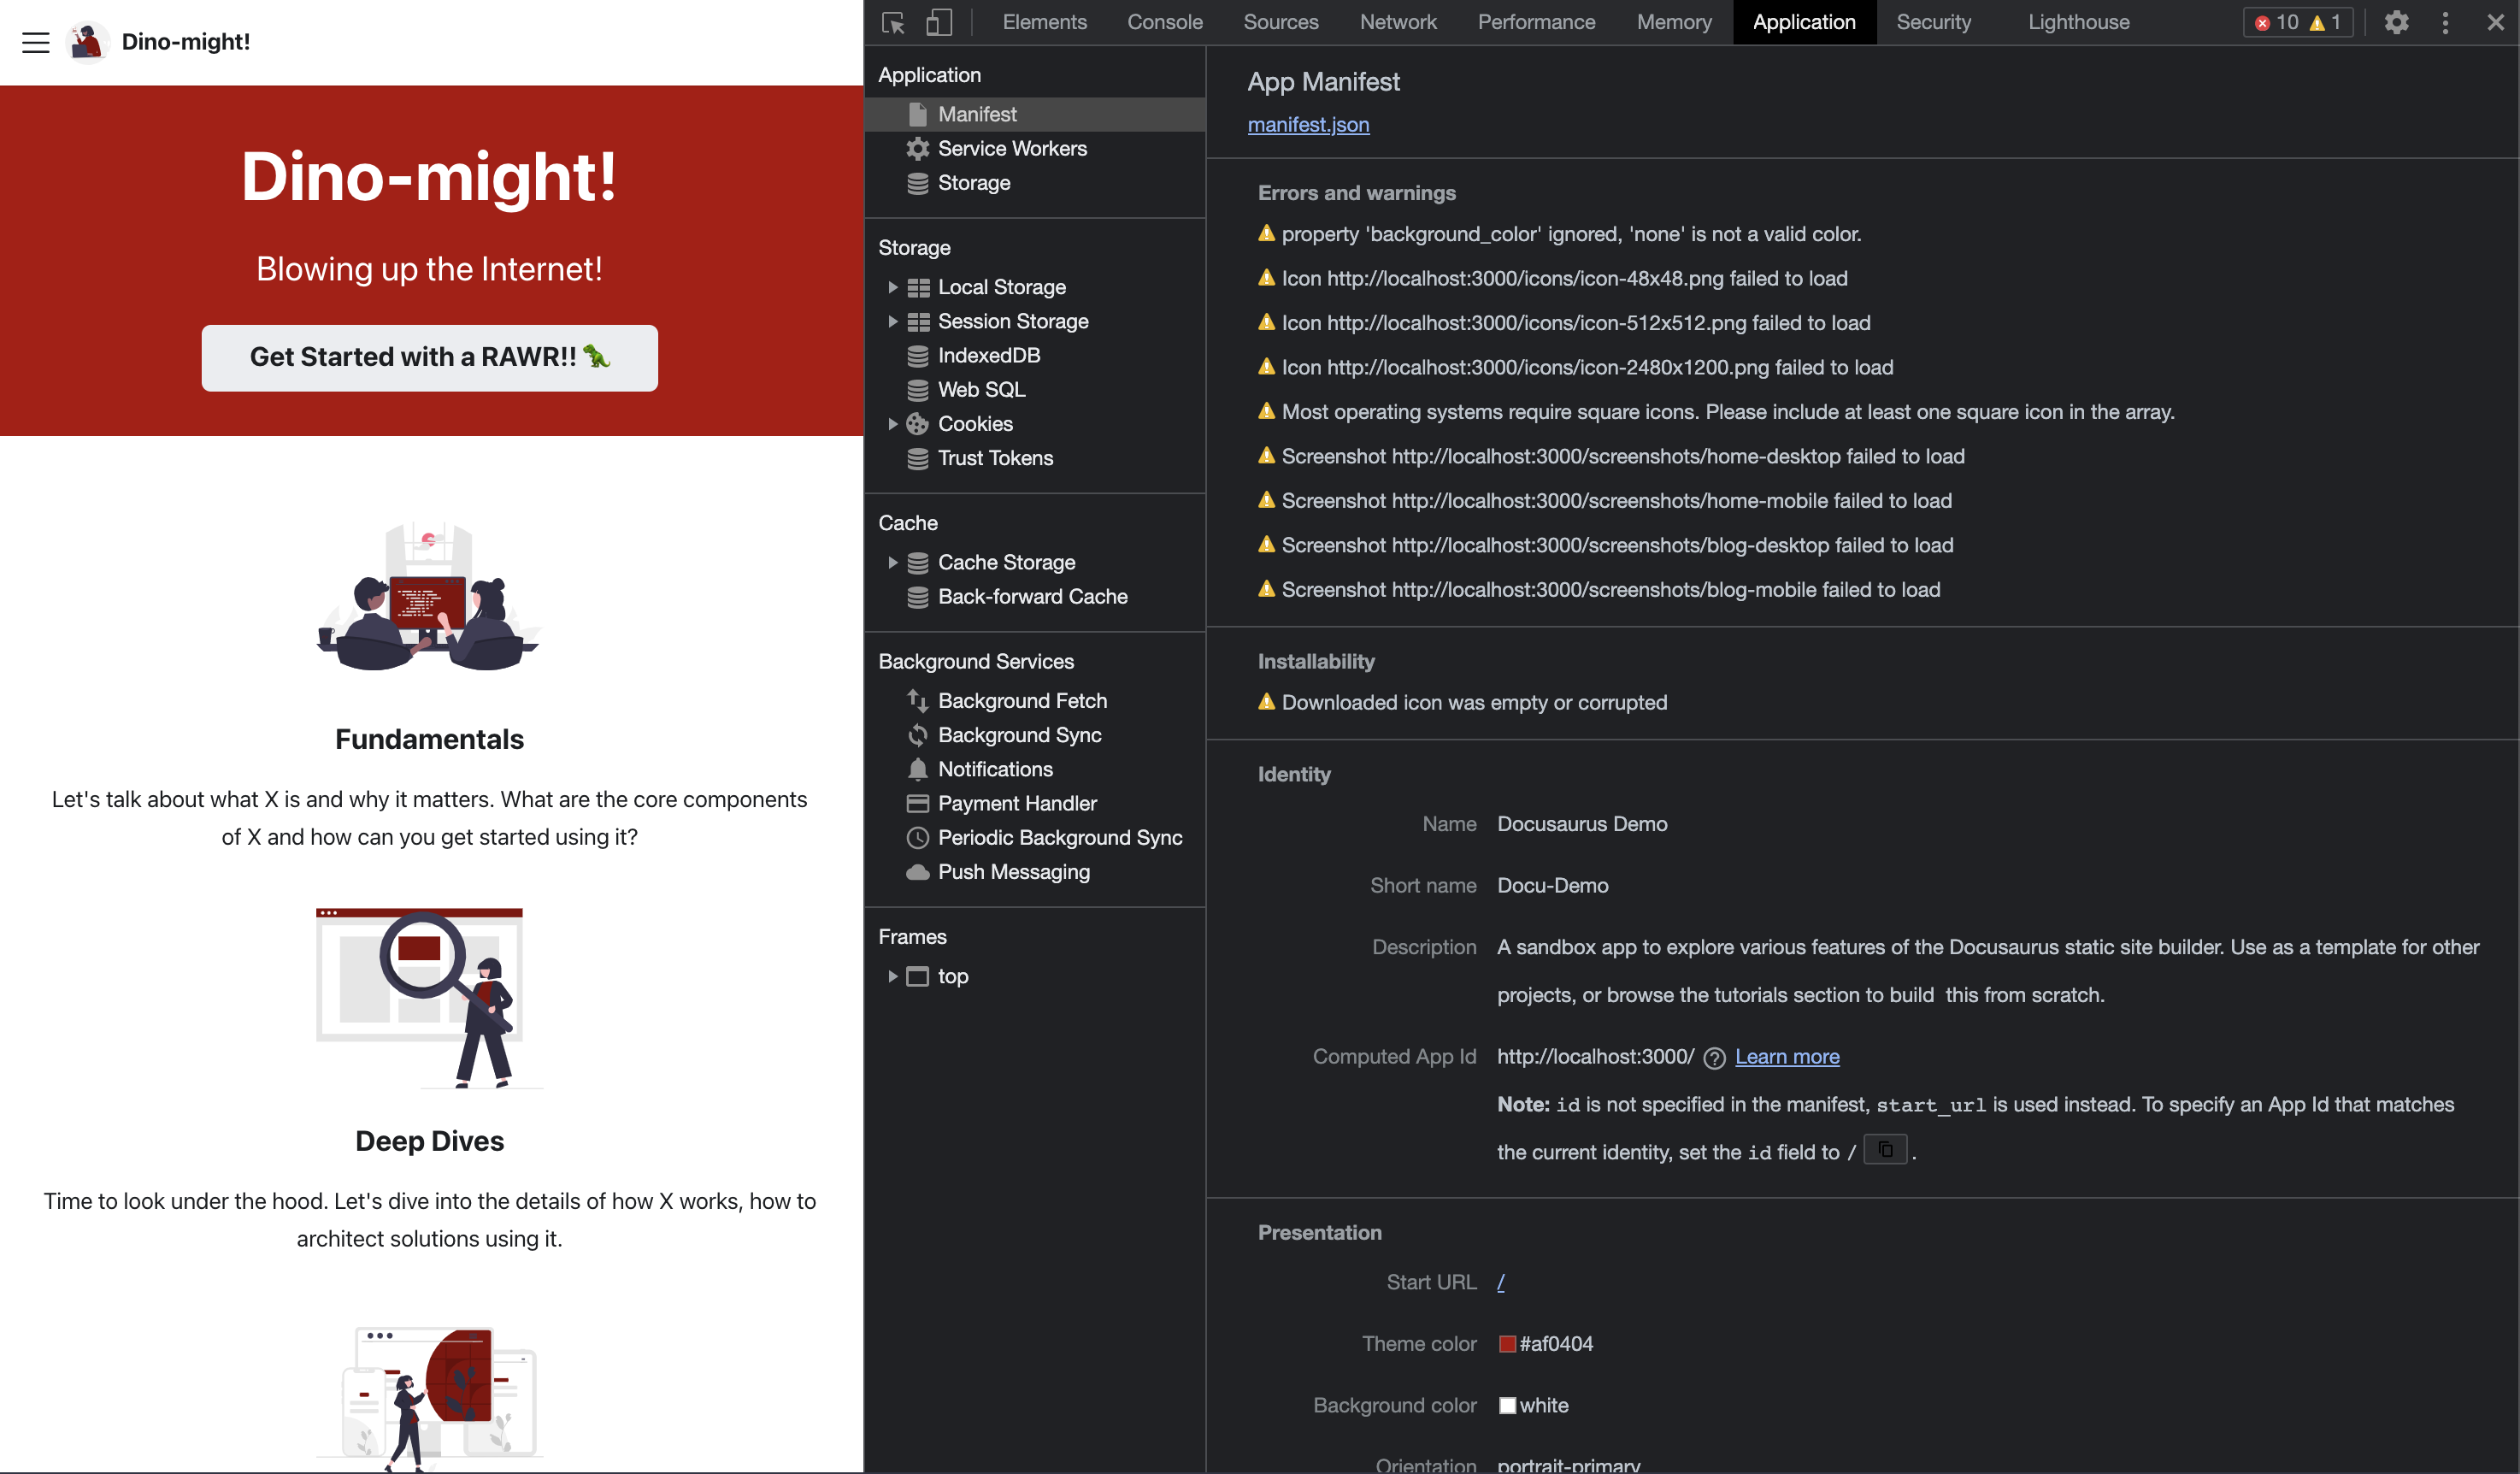 Dino-might!
Dino-might!
Blowing up the Internet!
Get Started with a RAWR!! 🦖
Fundamentals
Let's talk about what X is and why it matters. What are the core components
of X and how can you get started using it?
Deep Dives
Time to look under the hood. Let's dive into the details of how X works, how to
architect solutions using it.
Elements Console Sources Network Performance Memory Application Security Lighthouse 10 1
Application
Manifest
Service Workers
Storage
Storage
Local Storage
Session Storage
IndexedDB
Web SQL
Cookies
Trust Tokens
Cache
Cache Storage
Back-forward Cache
Background Services
Background Fetch
Background Sync
Notifications
Payment Handler
Periodic Background Sync
Push Messaging
Frames
top
App Manifest
manifest.json
Errors and warnings
property 'background_color' ignored, 'none' is not a valid color.
Icon http://localhost:3000/icons/icon-48x48.png failed to load
Icon http://localhost:3000/icons/icon-512x512.png failed to load
Icon http://localhost:3000/icons/icon-2480x1200.png failed to load
Most operating systems require square icons. Please include at least one square icon in the array.
Screenshot http://localhost:3000/screenshots/home-desktop failed to load
Screenshot http://localhost:3000/screenshots/home-mobile failed to load
Screenshot http://localhost:3000/screenshots/blog-desktop failed to load
Screenshot http://localhost:3000/screenshots/blog-mobile failed to load
Installability
Downloaded icon was empty or corrupted
Identity
Name Docusaurus Demo
Short name Docu-Demo
Description A sandbox app to explore various features of the Docusaurus static site builder. Use as a template for other
projects, or browse the tutorials section to build this from scratch.
Computed App Id http://localhost:3000/ Learn more
Note: id is not specified in the manifest, start_url is used instead. To specify an App Id that matches
the current identity, set the id field to / .
Presentation
Start URL /
Theme color #af0404
Background color white
Orientation portrait-primary